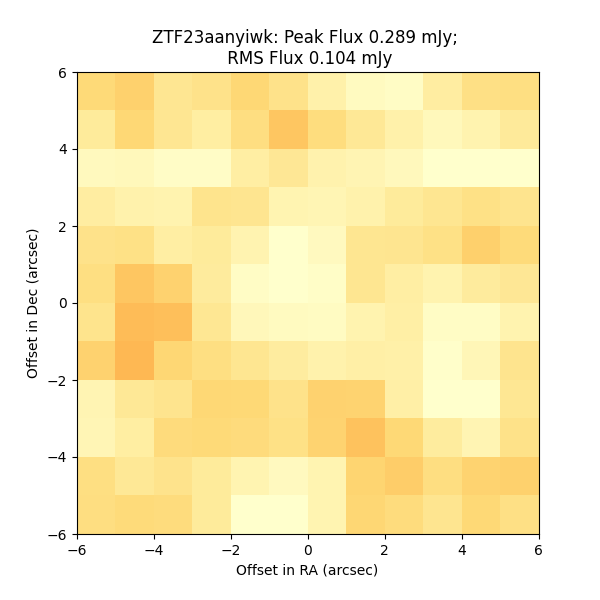 ZTF23aanyiwk: Peak Flux 0.289 mJy;
RMS Flux 0.104 mJy
6
4
2
0
−2
−4
−6
Offset in Dec (arcsec)
−6 −4 −2 0 2 4 6
Offset in RA (arcsec)